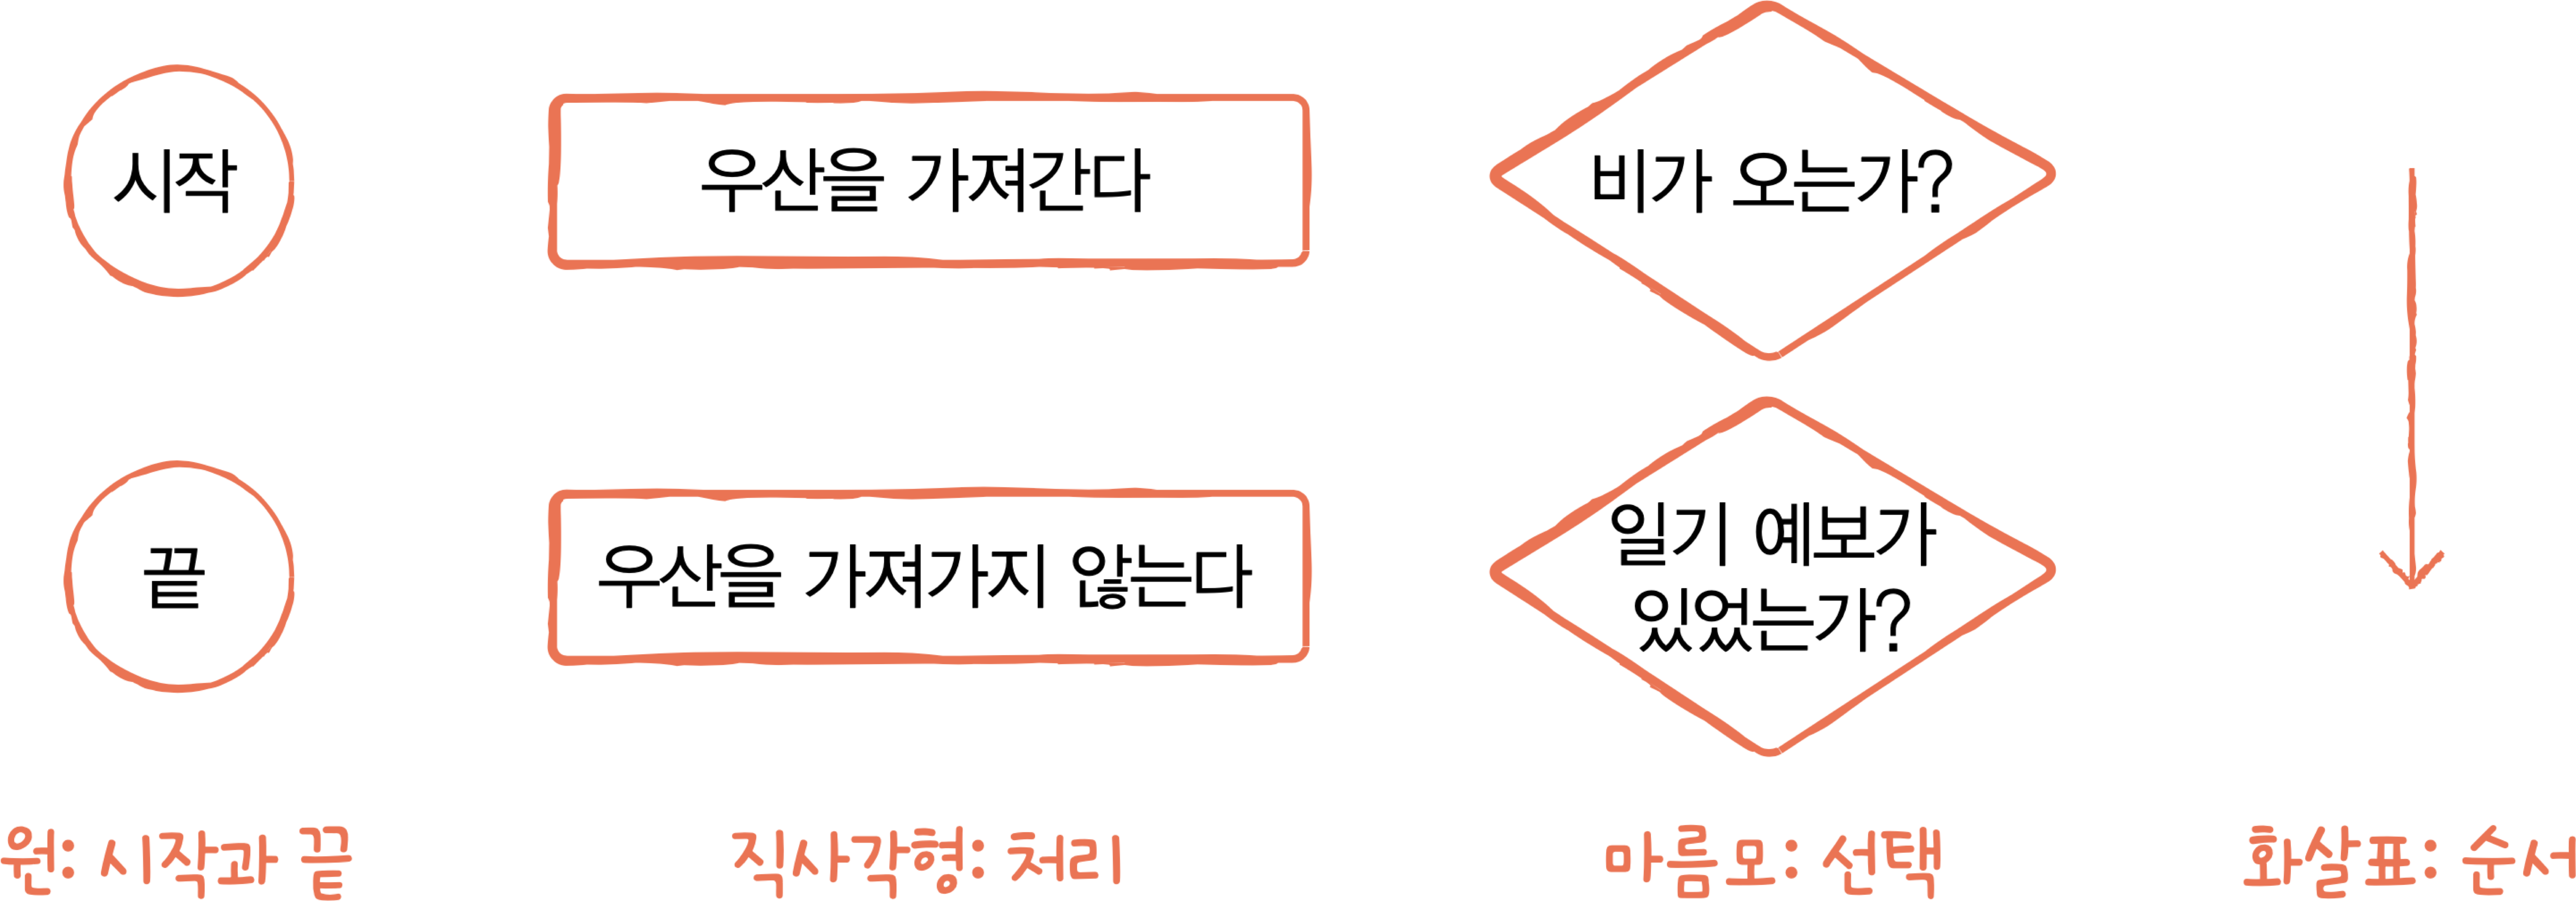 시작
우산을 가져간다
비가 오는가?
끝
우산을 가져가지 않는다
일기 예보가
있었는가?
원: 시작과 끝
직사각형: 처리
마름모: 선택
화살표: 순서